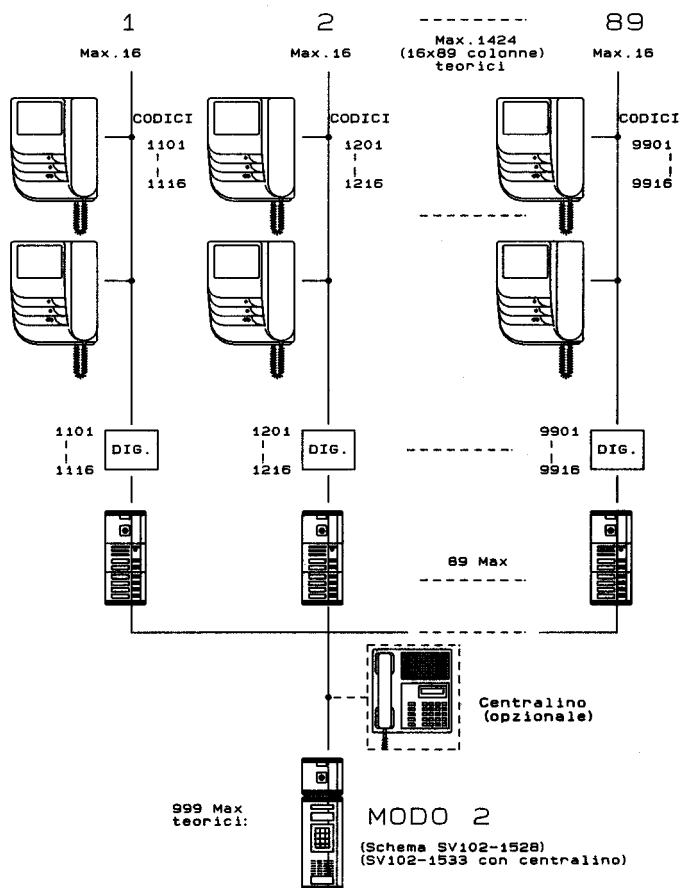 1
2
89
Max.16
Max.16
Max.1424
(16x89 colonne)
teorici
Max.16
CODICI
1101
1116
CODICI
1201
1216
CODICI
9901
9916
1101
1116
DIG.
1201
1216
DIG.
9901
9916
DIG.
89 Max
Centralino
(opzionale)
999 Max
teorici:
MODO 2
(Schema SV102-1528)
(SV102-1533 con centralino)